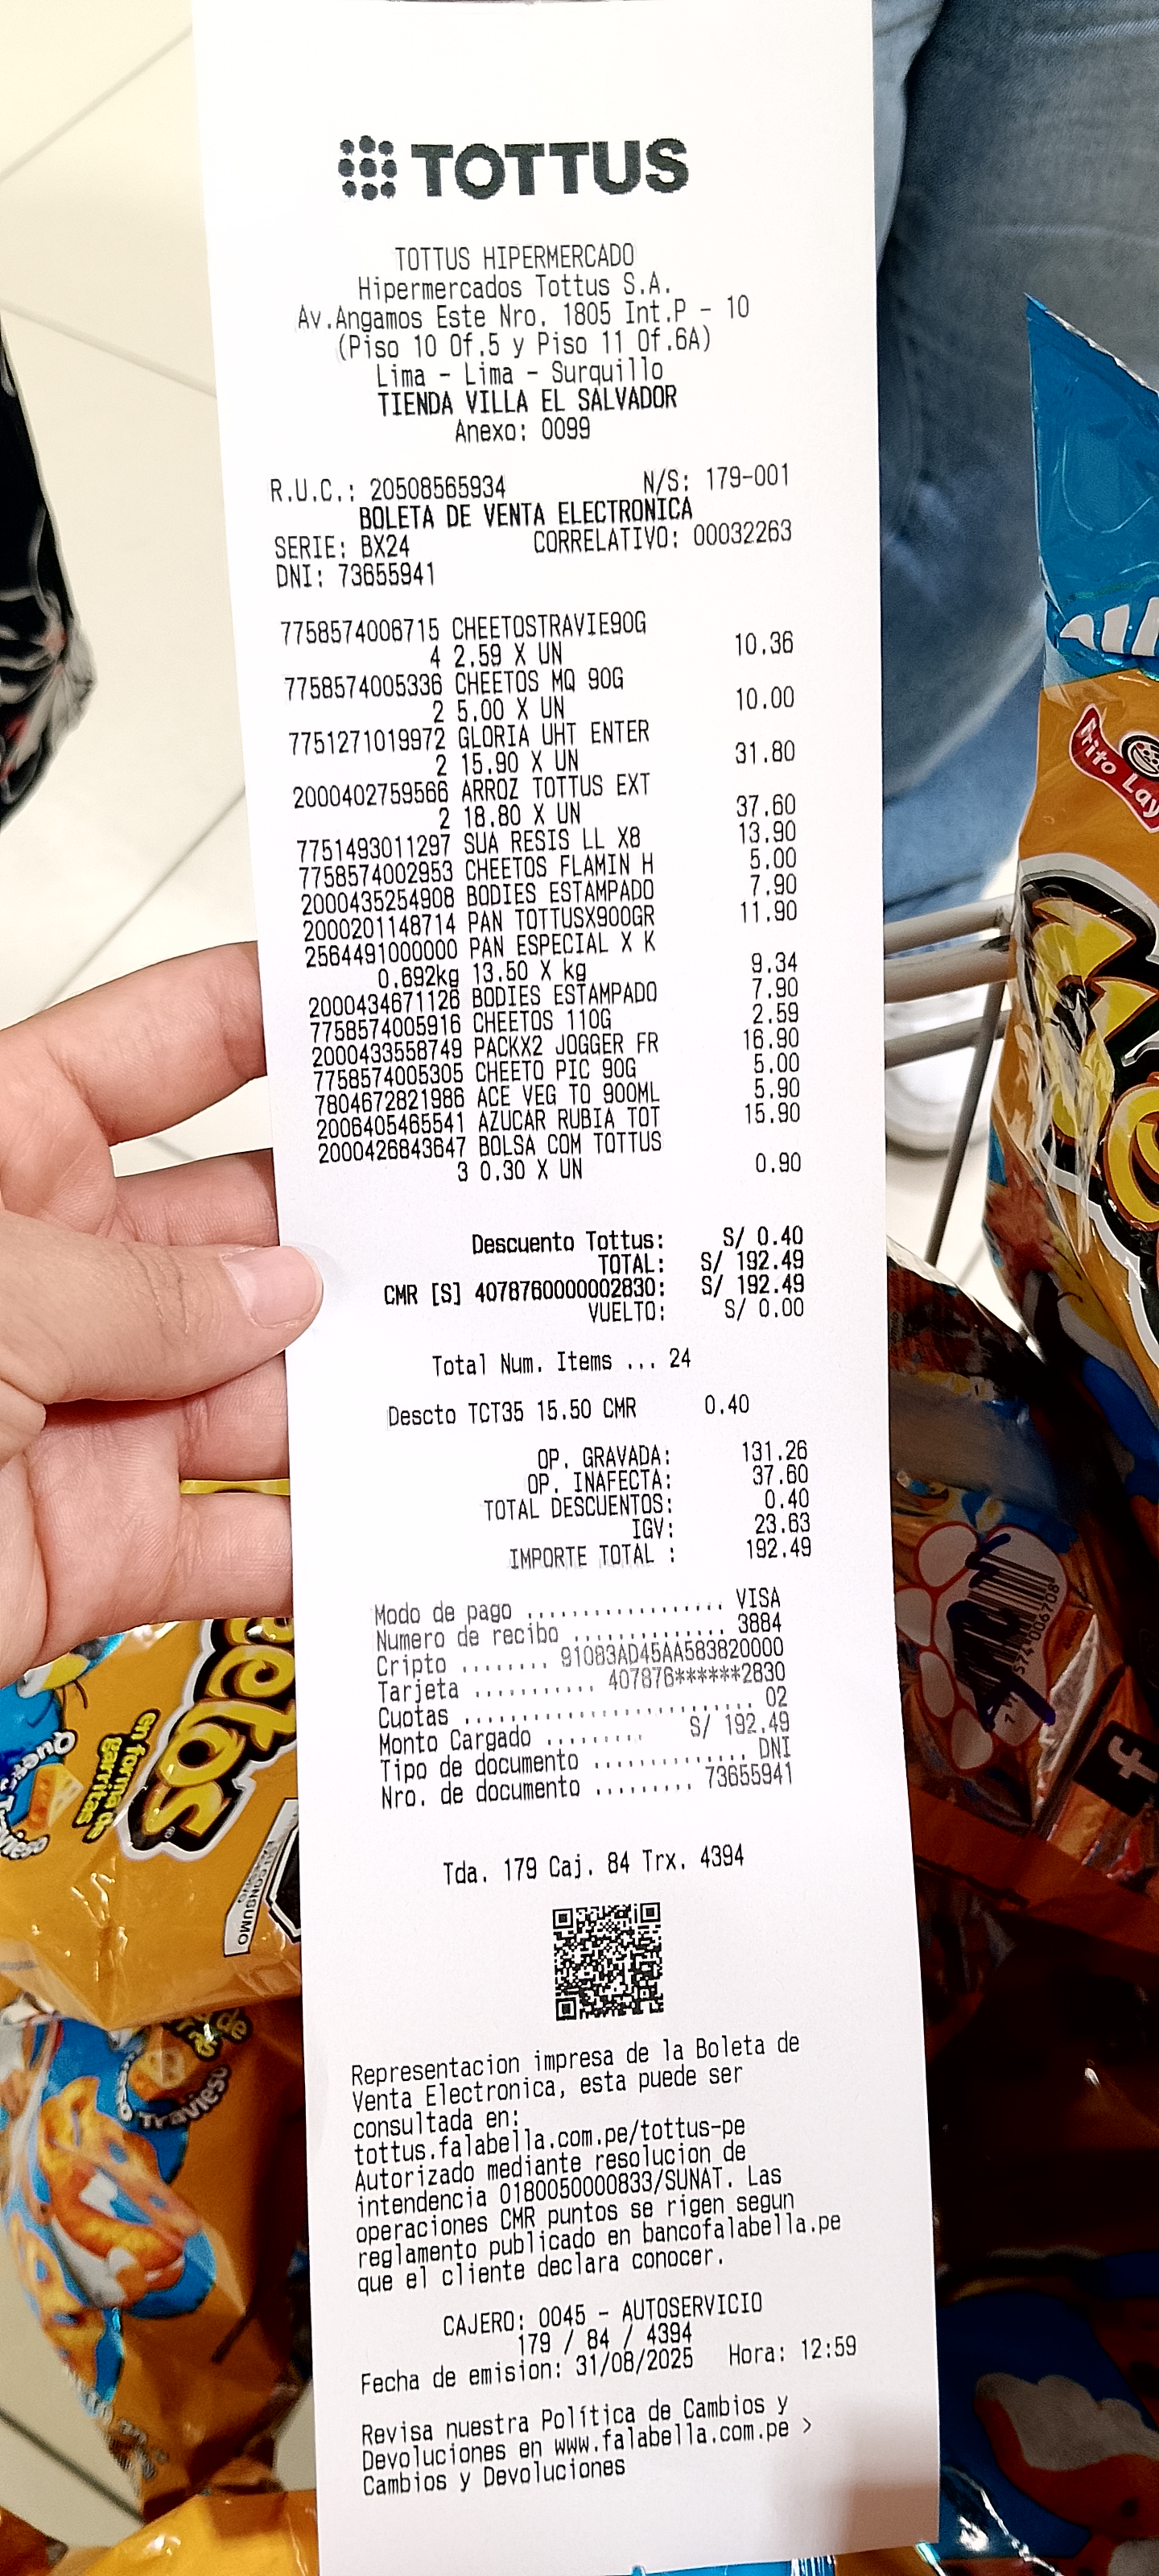 TOTTUS
TOTTUS HIPERMERCADO
Hipermercados Tottus S.A.
Av.Angamos Este Nro. 1805 Int.P - 10
(Piso 10 Of.5 y Piso 11 Of.6A)
Lima - Lima - Surquillo
TIENDA VILLA EL SALVADOR
Anexo: 0099
R.U.C.: 20508565934 N/S: 179-001
BOLETA DE VENTA ELECTRONICA
SERIE: BX24 CORRELATIVO: 00032263
DNI: 73655941
7758574006715 CHEETOSTRAVIE90G
4 2.59 X UN 10.36
7758574005336 CHEETOS MQ 90G
2 5.00 X UN 10.00
7751271019972 GLORIA UHT ENTER
2 15.90 X UN 31.80
2000402759566 ARROZ TOTTUS EXT
2 18.80 X UN 37.60
7751493011297 SUA RESIS LL X8 13.90
7758574002953 CHEETOS FLAMIN H 5.00
2000435254908 BODIES ESTAMPADO 7.90
2000201148714 PAN TOTTUSX900GR 11.90
2564491000000 PAN ESPECIAL X K
0.692kg 13.50 X kg 9.34
2000434671126 BODIES ESTAMPADO 7.90
7758574005916 CHEETOS 110G 2.59
2000433558749 PACKX2 JOGGER FR 16.90
7758574005305 CHEETO PIC 90G 5.00
7804672821986 ACE VEG TO 900ML 5.90
2006405465541 AZUCAR RUBIA TOT 15.90
2000426843647 BOLSA COM TOTTUS
3 0.30 X UN 0.90
Descuento Tottus: S/ 0.40
TOTAL: S/ 192.49
CMR [S] 4078760000002830: S/ 192.49
VUELTO: S/ 0.00
Total Num. Items ... 24
Descto TCT35 15.50 CMR 0.40
OP. GRAVADA: 131.26
OP. INAFECTA: 37.60
TOTAL DESCUENTOS: 0.40
IGV: 23.63
IMPORTE TOTAL : 192.49
Modo de pago .................. VISA
Numero de recibo .............. 3884
Cripto ........ 91083AD45AA583820000
Tarjeta ........... 407876******2830
Cuotas .......................... 02
Monto Cargado ......... S/ 192.49
Tipo de documento .............. DNI
Nro. de documento ......... 73655941
Tda. 179 Caj. 84 Trx. 4394
Representacion impresa de la Boleta de
Venta Electronica, esta puede ser
consultada en:
tottus.falabella.com.pe/tottus-pe
Autorizado mediante resolucion de
intendencia 0180050000833/SUNAT. Las
operaciones CMR puntos se rigen segun
reglamento publicado en bancofalabella.pe
que el cliente declara conocer.
CAJERO: 0045 - AUTOSERVICIO
179 / 84 / 4394
Fecha de emision: 31/08/2025 Hora: 12:59
Revisa nuestra Política de Cambios y
Devoluciones en www.falabella.com.pe >
Cambios y Devoluciones
Frito Lay
eetos
en forma de
garritas
Travieso
f